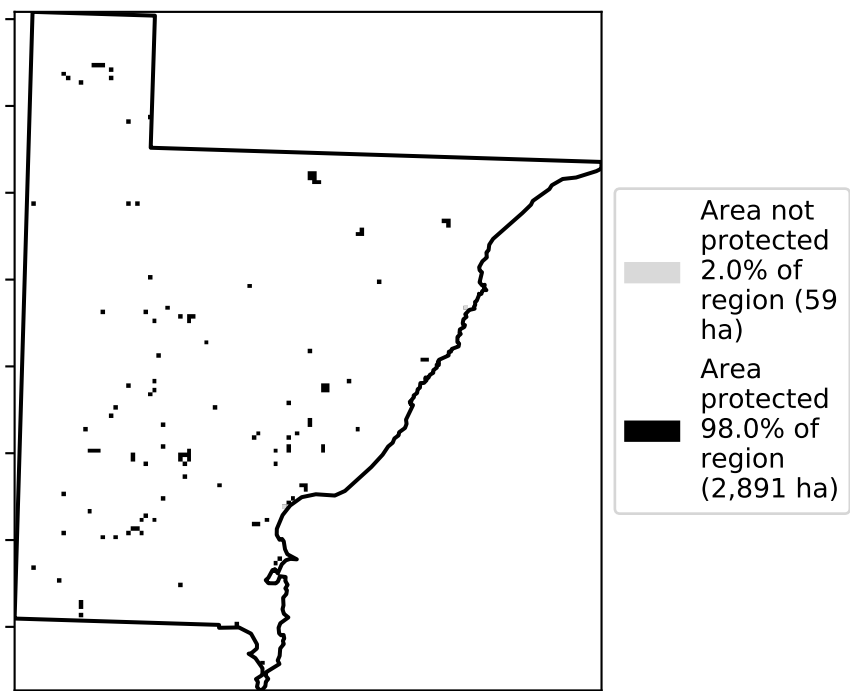 Area not
protected
2.0% of
region (59
ha)
Area
protected
98.0% of
region
(2,891 ha)